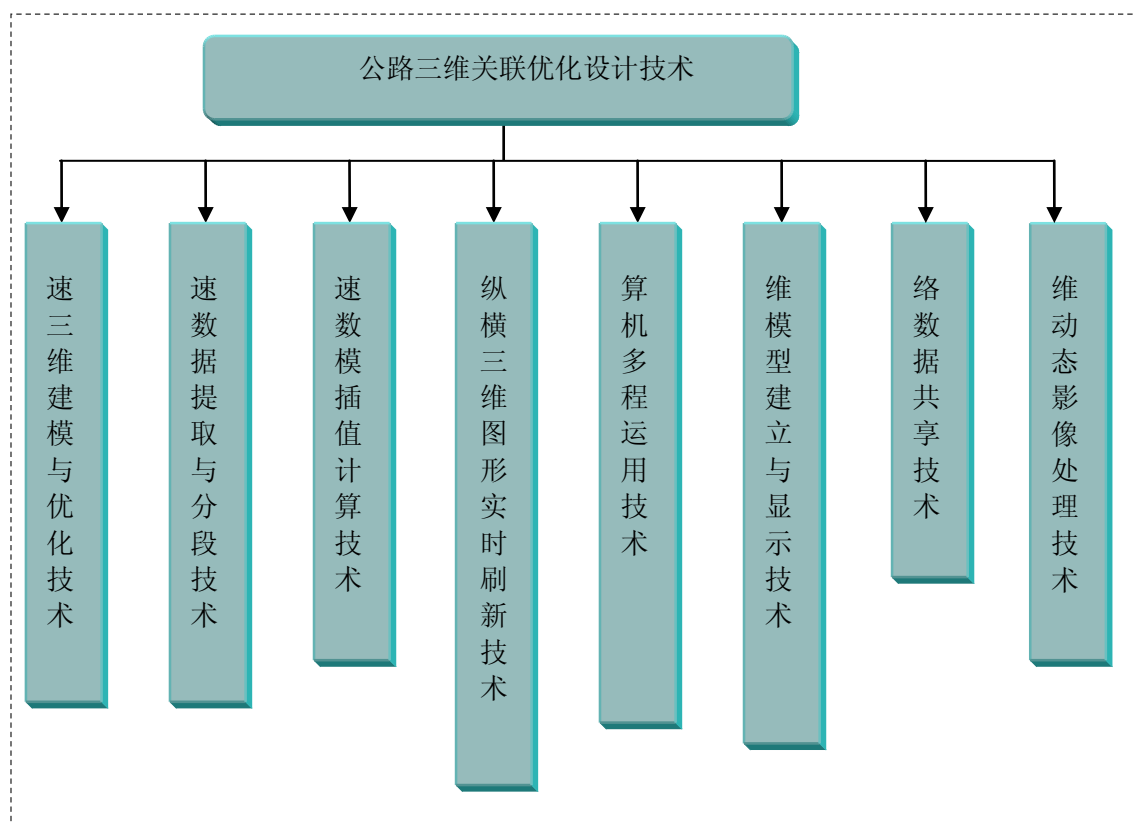 公路三维关联优化设计技术
速三维建模与优化技术
速数据提取与分段技术
速数模插值计算技术
纵横三维图形实时刷新技术
算机多程运用技术
维模型建立与显示技术
络数据共享技术
维动态影像处理技术